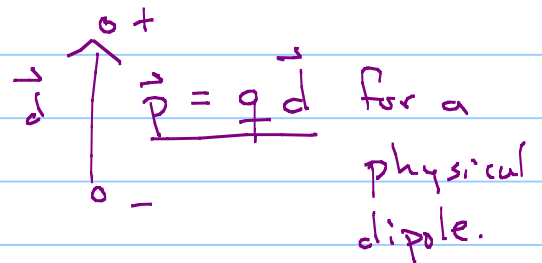 +
d⃗ p⃗ = q d⃗ for a
physical
−
dipole.